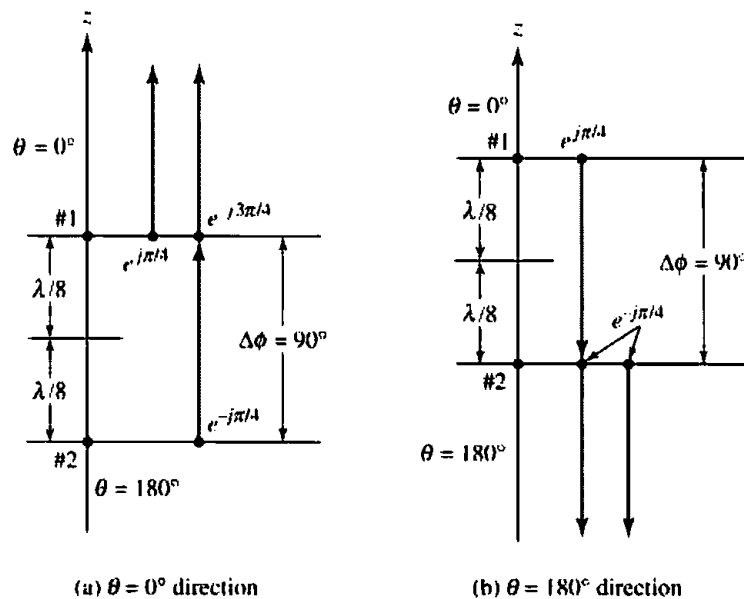 z
θ = 0°
#1
e^jπ/4
e^-j3π/4
λ/8
λ/8
Δϕ = 90°
e^-jπ/4
#2
θ = 180°
(a) θ = 0° direction
z
θ = 0°
#1
e^jπ/4
λ/8
λ/8
Δϕ = 90°
e^-jπ/4
#2
θ = 180°
(b) θ = 180° direction